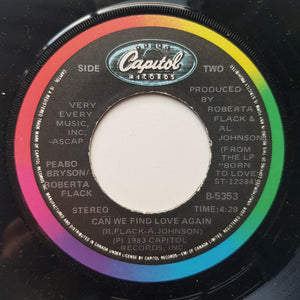 Capitol
RECORDS
SIDE TWO
VERY
EVERY
MUSIC,
INC.
-ASCAP
PRODUCED
BY
ROBERTA
FLACK &
AL
JOHNSON
(FROM
THE LP
"BORN
TO LOVE"
ST-12284)
PEABO
BRYSON/
ROBERTA
FLACK
B-5353
STEREO TIME:4:29
CAN WE FIND LOVE AGAIN
(R.FLACK-A.JOHNSON)
(P) 1983 CAPITOL
RECORDS, INC.